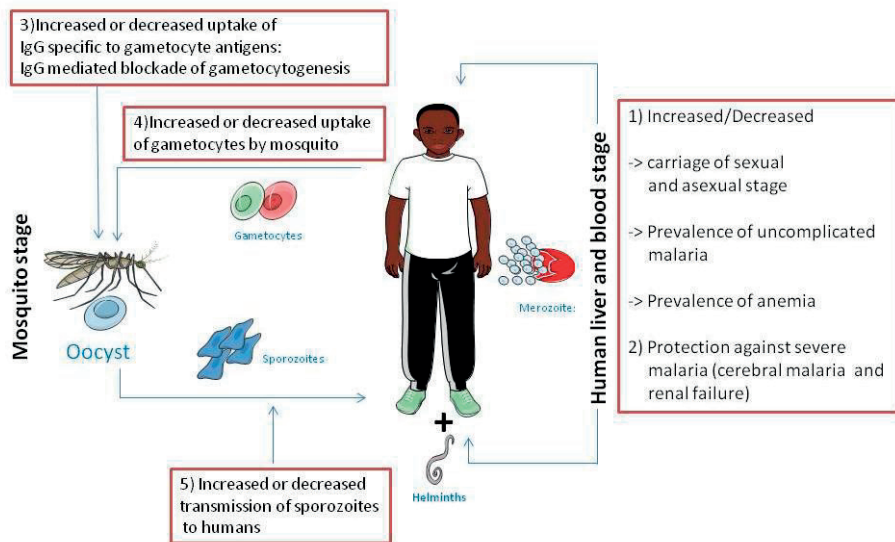 3)Increased or decreased uptake of
IgG specific to gametocyte antigens:
IgG mediated blockade of gametocytogenesis
4)Increased or decreased uptake
of gametocytes by mosquito
Gametocytes
Mosquito stage
Oocyst
Sporozoites
5) Increased or decreased
transmission of sporozoites
to humans
+
Helminths
Merozoite:
Human liver and blood stage
1) Increased/Decreased
-> carriage of sexual
and asexual stage
-> Prevalence of uncomplicated
malaria
-> Prevalence of anemia
2) Protection against severe
malaria (cerebral malaria and
renal failure)